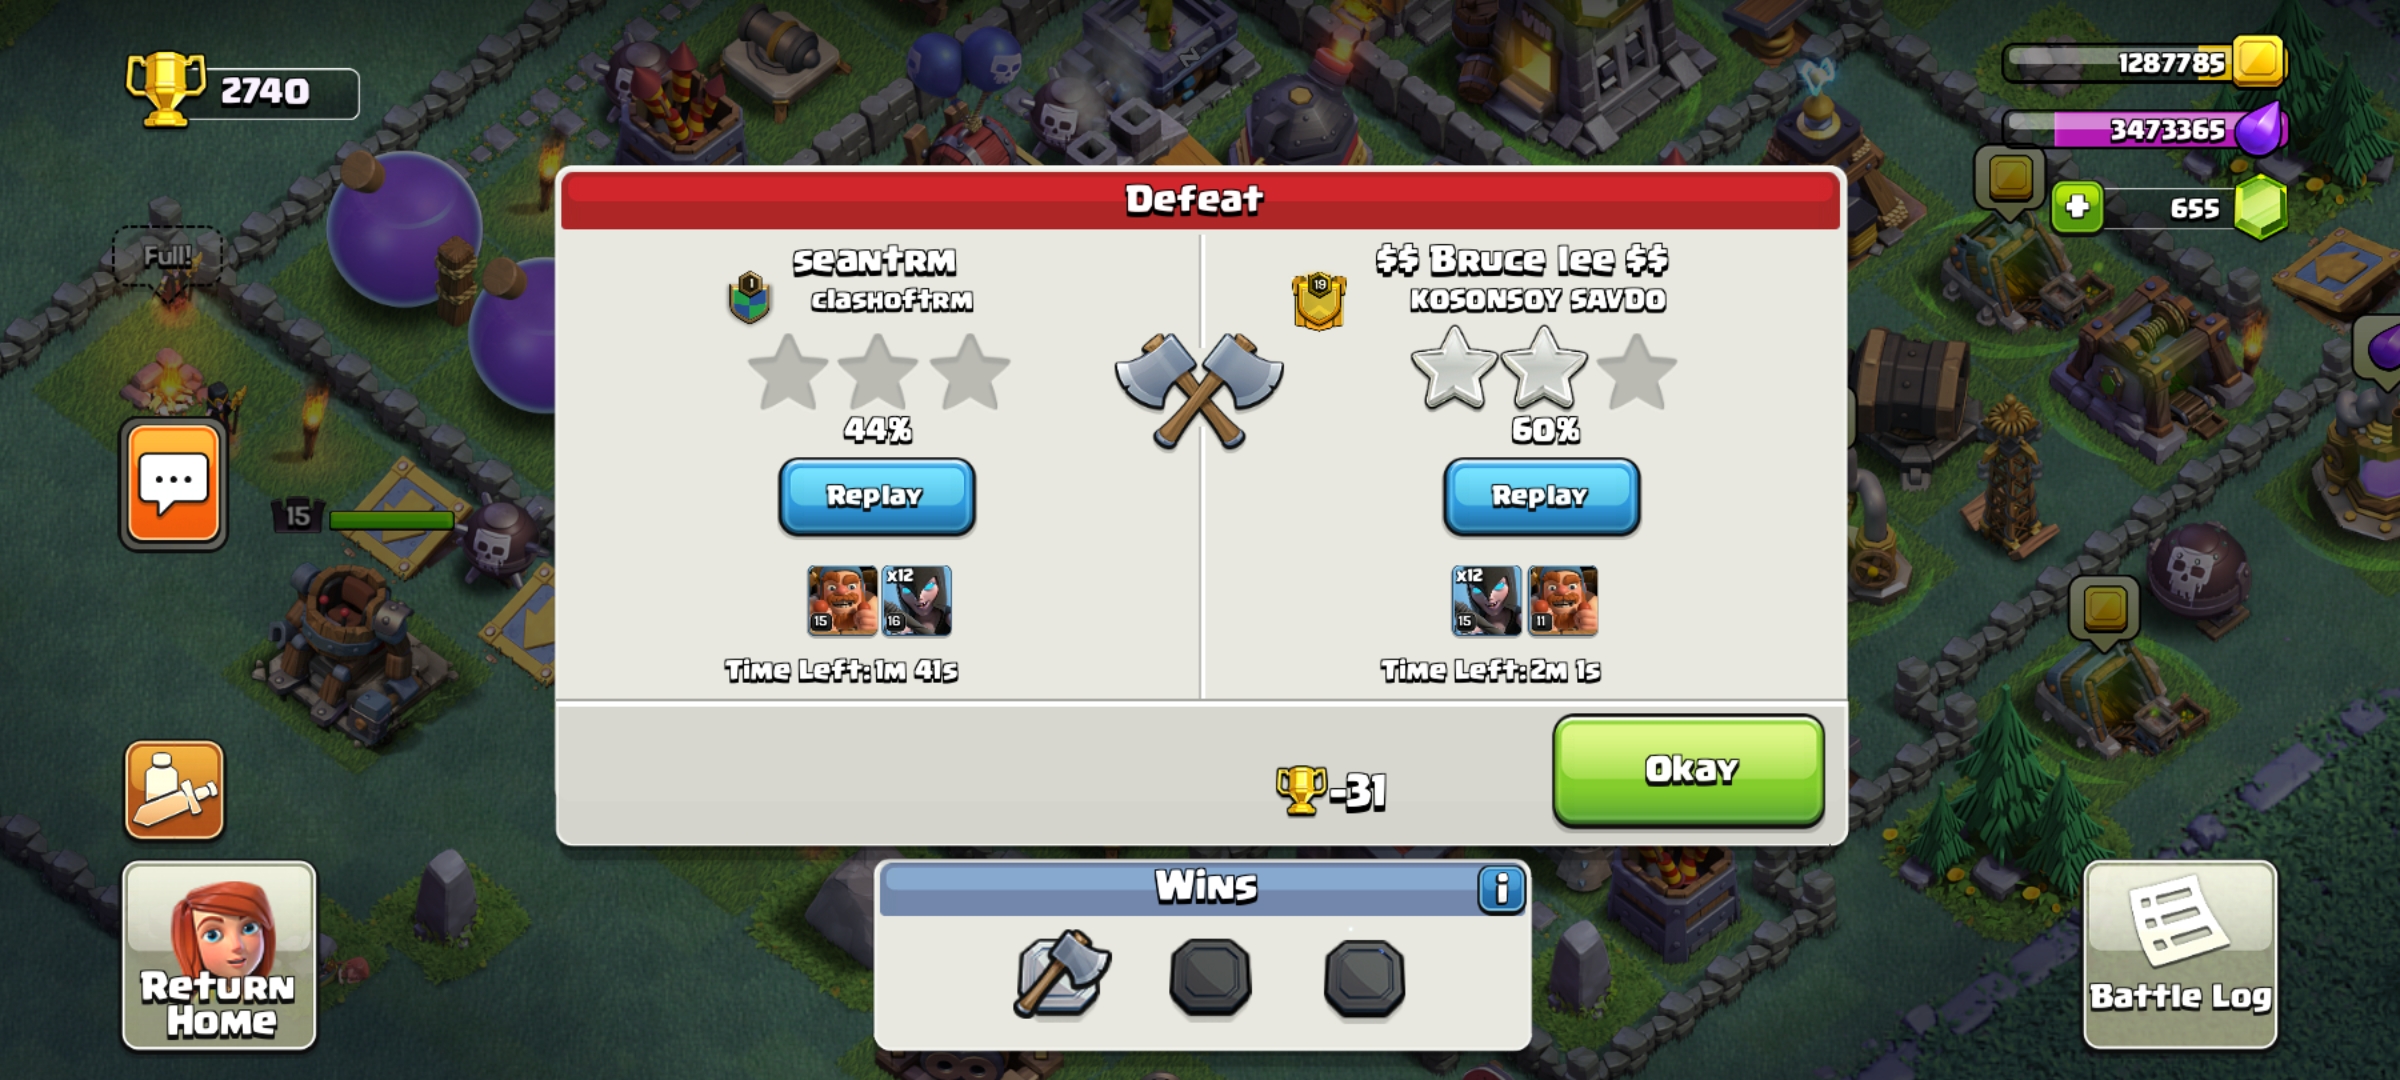 2740
1287785
3473365
655
Full!
15
Defeat
seantrm
clashoftrm
1
44%
Replay
15
x12
16
Time Left:1m 41s
$$ Bruce lee $$
KOSONSOY SAVDO
19
60%
Replay
x12
15
11
Time Left:2m 1s
-31
Okay
Wins
i
Return
Home
Battle Log